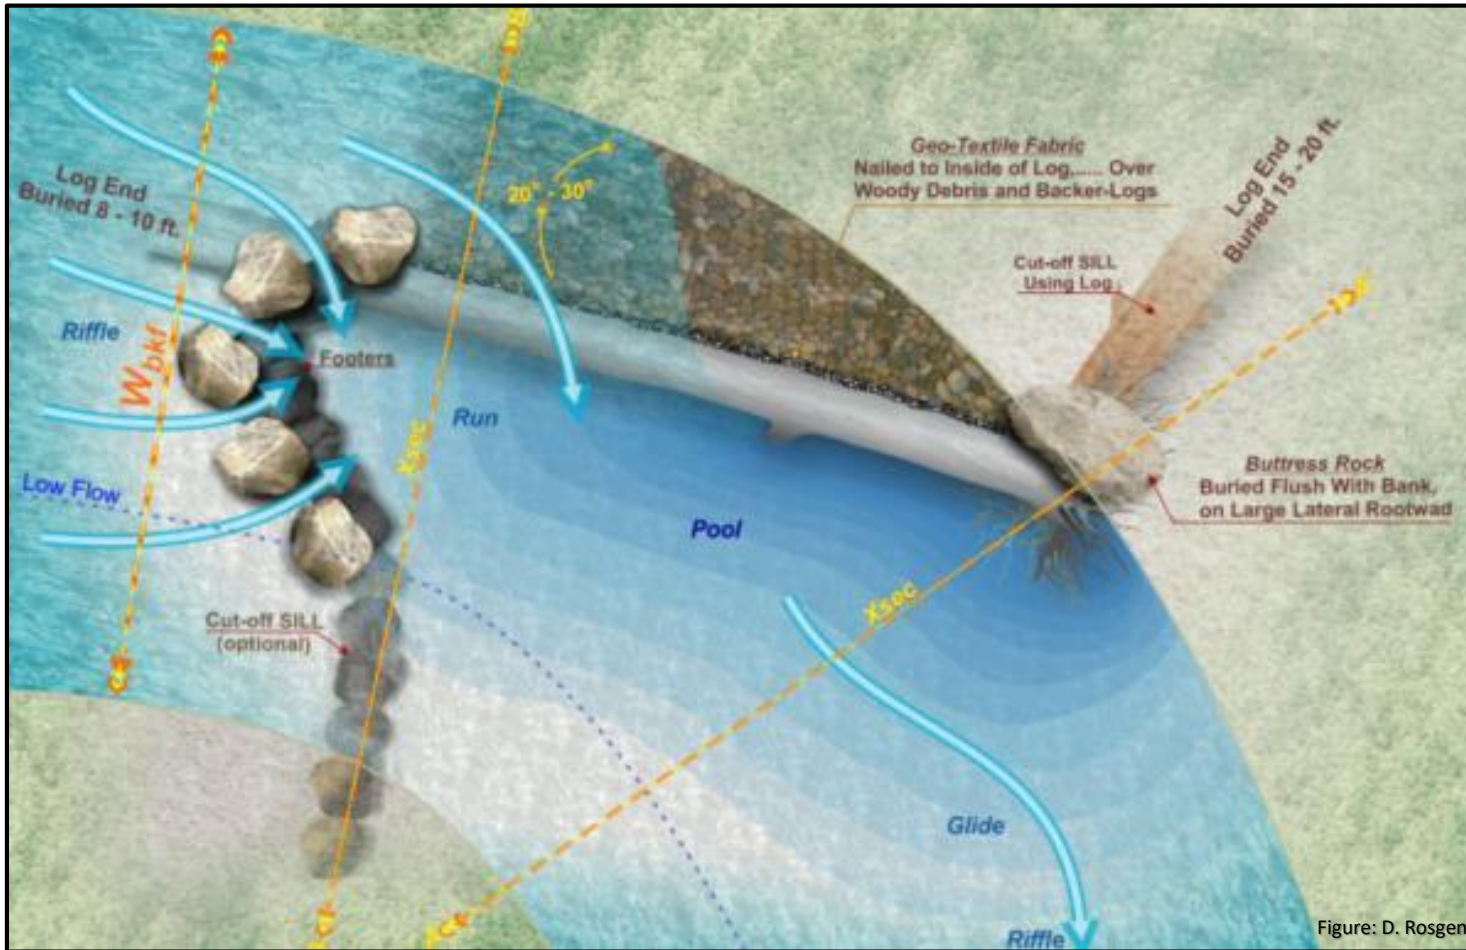 Log End
Buried 8 - 10 ft.
20° - 30°
Geo-Textile Fabric
Nailed to Inside of Log,..... Over
Woody Debris and Backer-Logs
Log End
Buried 15 - 20 ft.
Cut-off SILL
Using Log
Riffle
Wbkf
Footers
Run
Xsec
Low Flow
Pool
Buttress Rock
Buried Flush With Bank,
on Large Lateral Rootwad
Xsec
Cut-off SILL
(optional)
Glide
Riffle
Figure: D. Rosgen